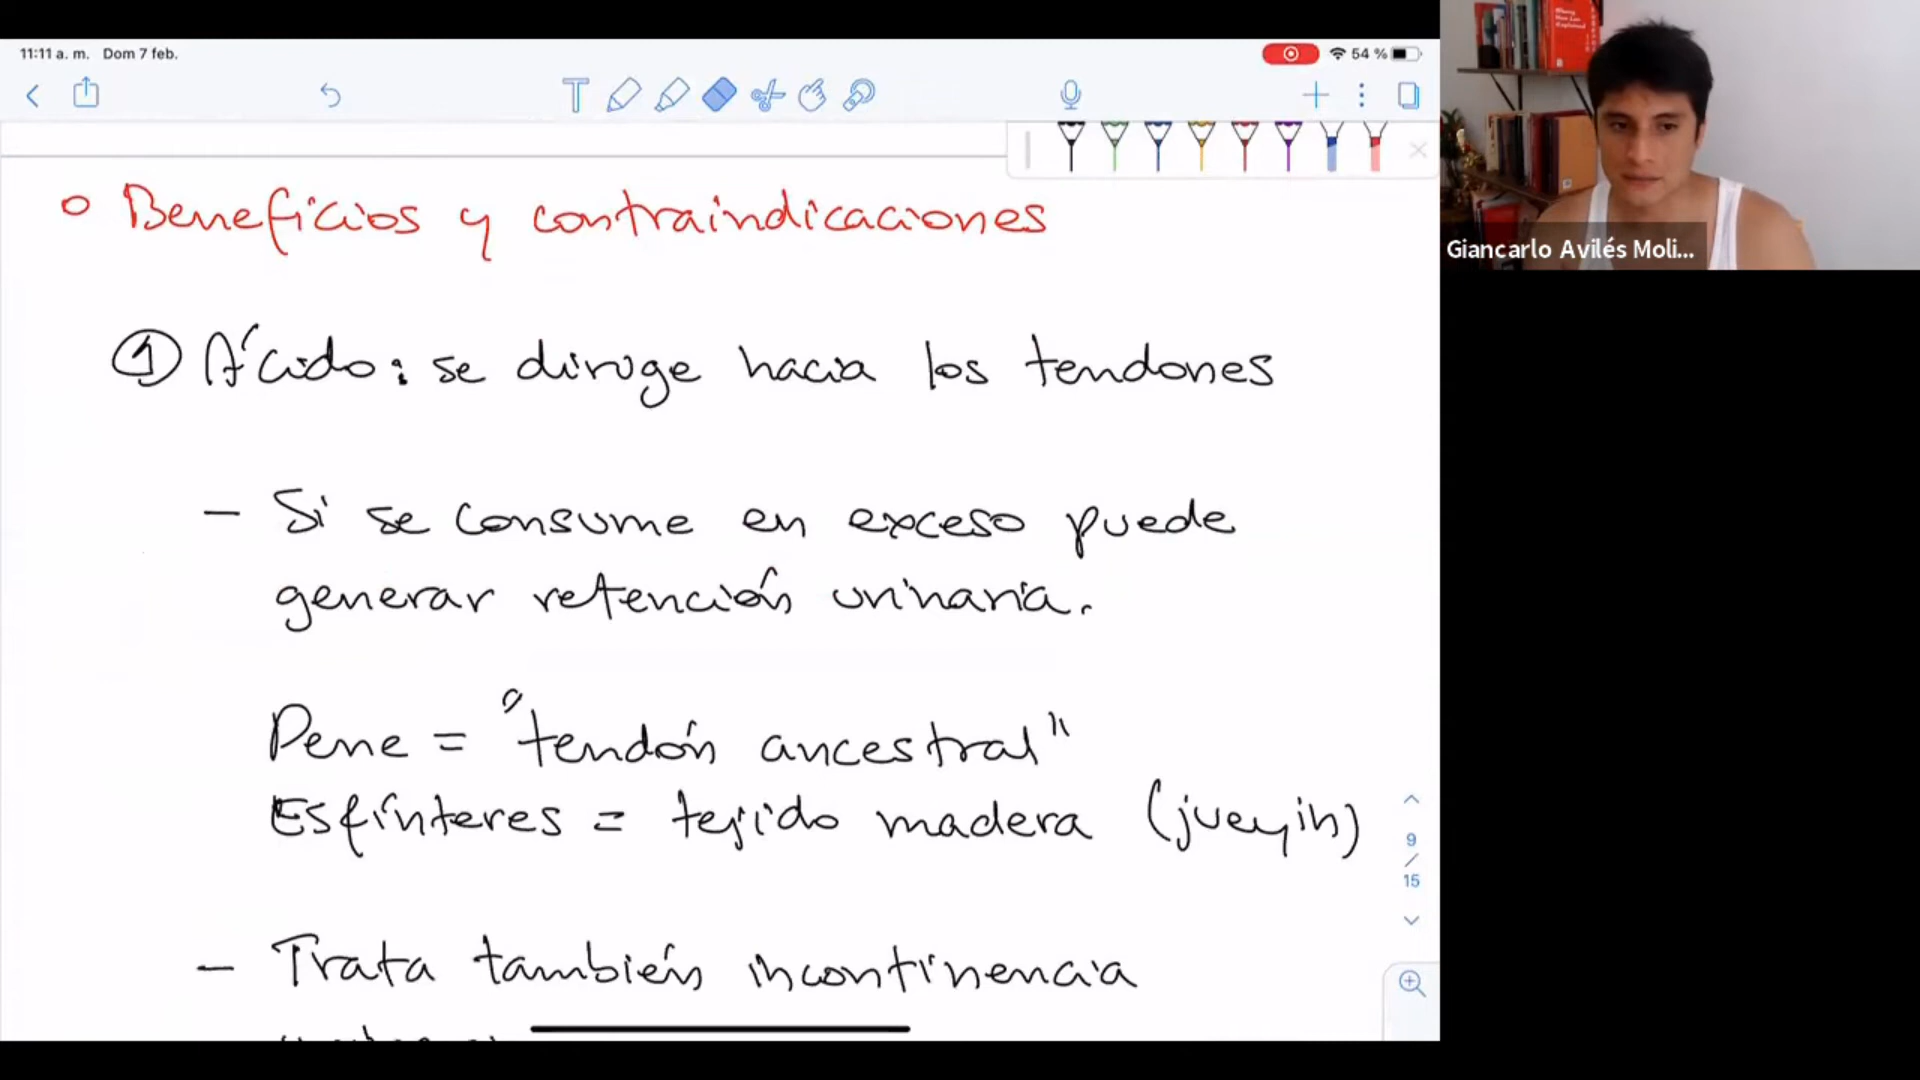 11:11 a. m. Dom 7 feb.
54 %
Beneficios y contraindicaciones
Giancarlo Avilés Moli...
① Ácido: se dirige hacia los tendones
- Si se consume en exceso puede
generar retención urinaria.
Pene = "tendón ancestral"
Esfínteres = tejido madera (jueyin)
9
/
15
- Trata también incontinencia